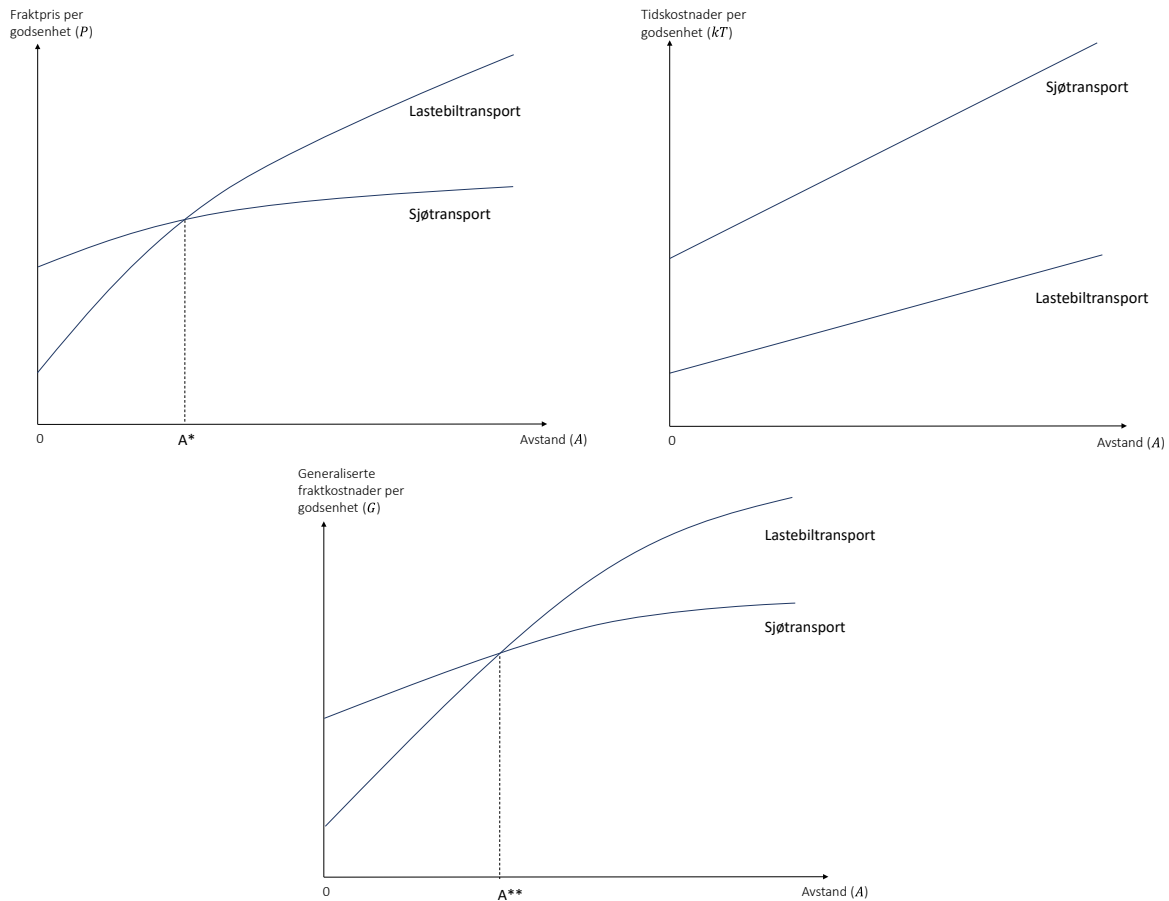 Fraktpris per
godsenhet (P)
Lastebiltransport
Sjøtransport
0
A*
Avstand (A)
Tidskostnader per
godsenhet (kT)
Sjøtransport
Lastebiltransport
0
Avstand (A)
Generaliserte
fraktkostnader per
godsenhet (G)
Lastebiltransport
Sjøtransport
0
A**
Avstand (A)